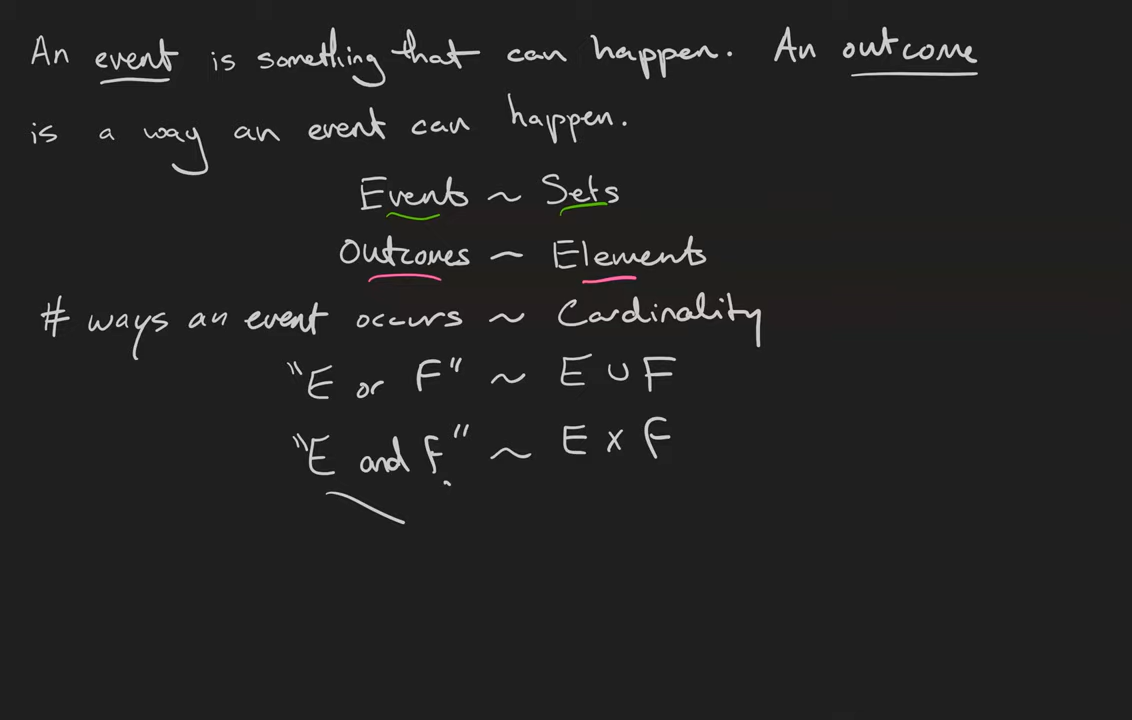 An event is something that can happen. An outcome
is a way an event can happen.
Events ~ Sets
Outcomes ~ Elements
# ways an event occurs ~ Cardinality
"E or F" ~ E ∪ F
"E and F" ~ E × F